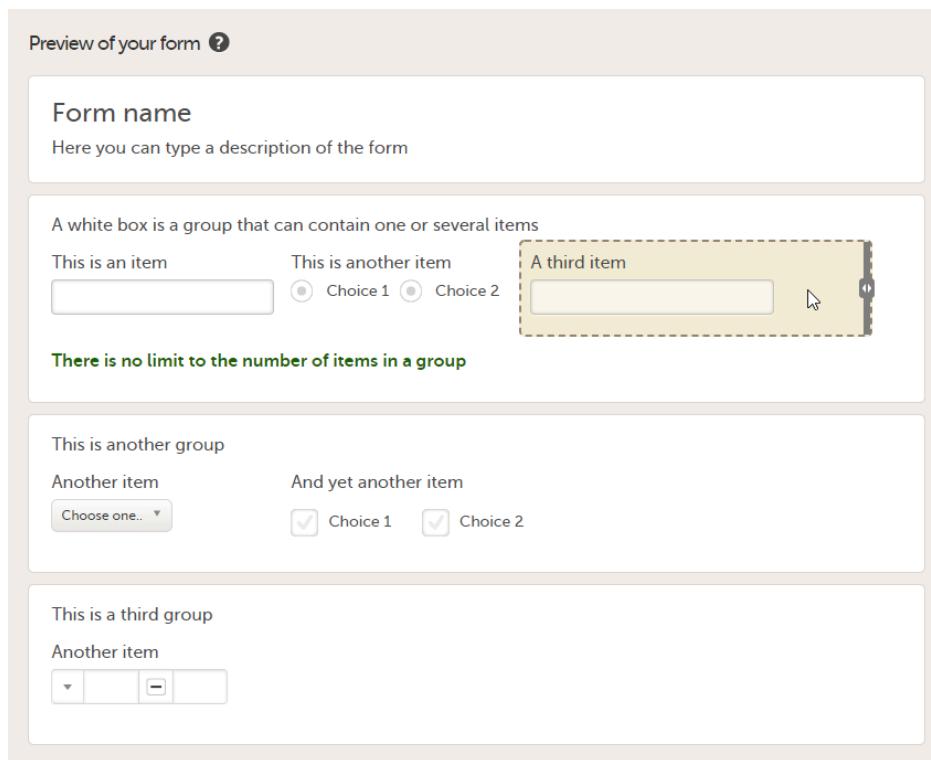 Preview of your form ?
Form name
Here you can type a description of the form
A white box is a group that can contain one or several items
This is an item This is another item A third item
Choice 1 Choice 2
There is no limit to the number of items in a group
This is another group
Another item And yet another item
Choose one.. Choice 1 Choice 2
This is a third group
Another item